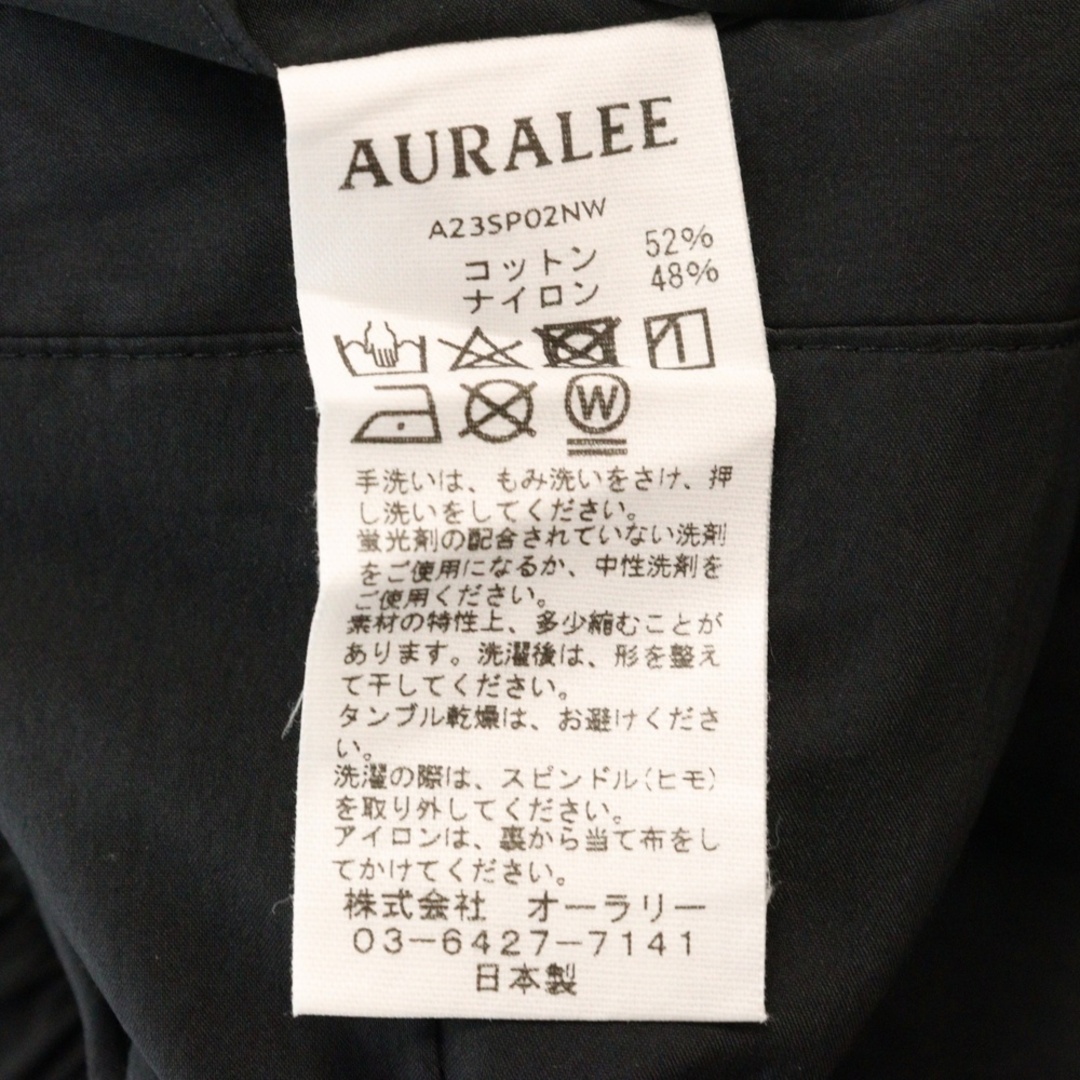 AURALEE
A23SP02NW
コットン 52%
ナイロン 48%
W
手洗いは、もみ洗いをさけ、押
し洗いをしてください。
蛍光剤の配合されていない洗剤
をご使用になるか、中性洗剤を
ご使用ください。
素材の特性上、多少縮むことが
あります。洗濯後は、形を整え
て干してください。
タンブル乾燥は、お避けくださ
い。
洗濯の際は、スピンドル(ヒモ)
を取り外してください。
アイロンは、裏から当て布をし
てかけてください。
株式会社 オーラリー
03-6427-7141
日本製